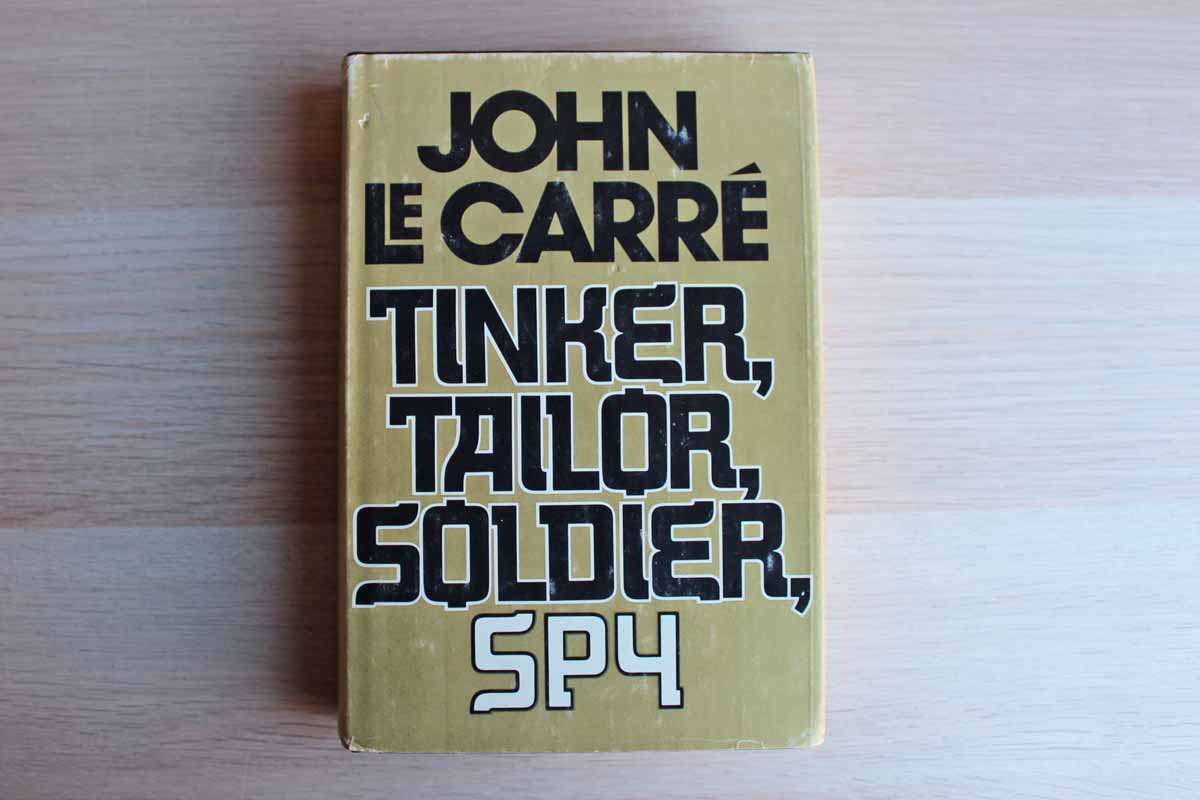 JOHN
LE CARRÉ
TINKER,
TAILOR,
SOLDIER,
SPY